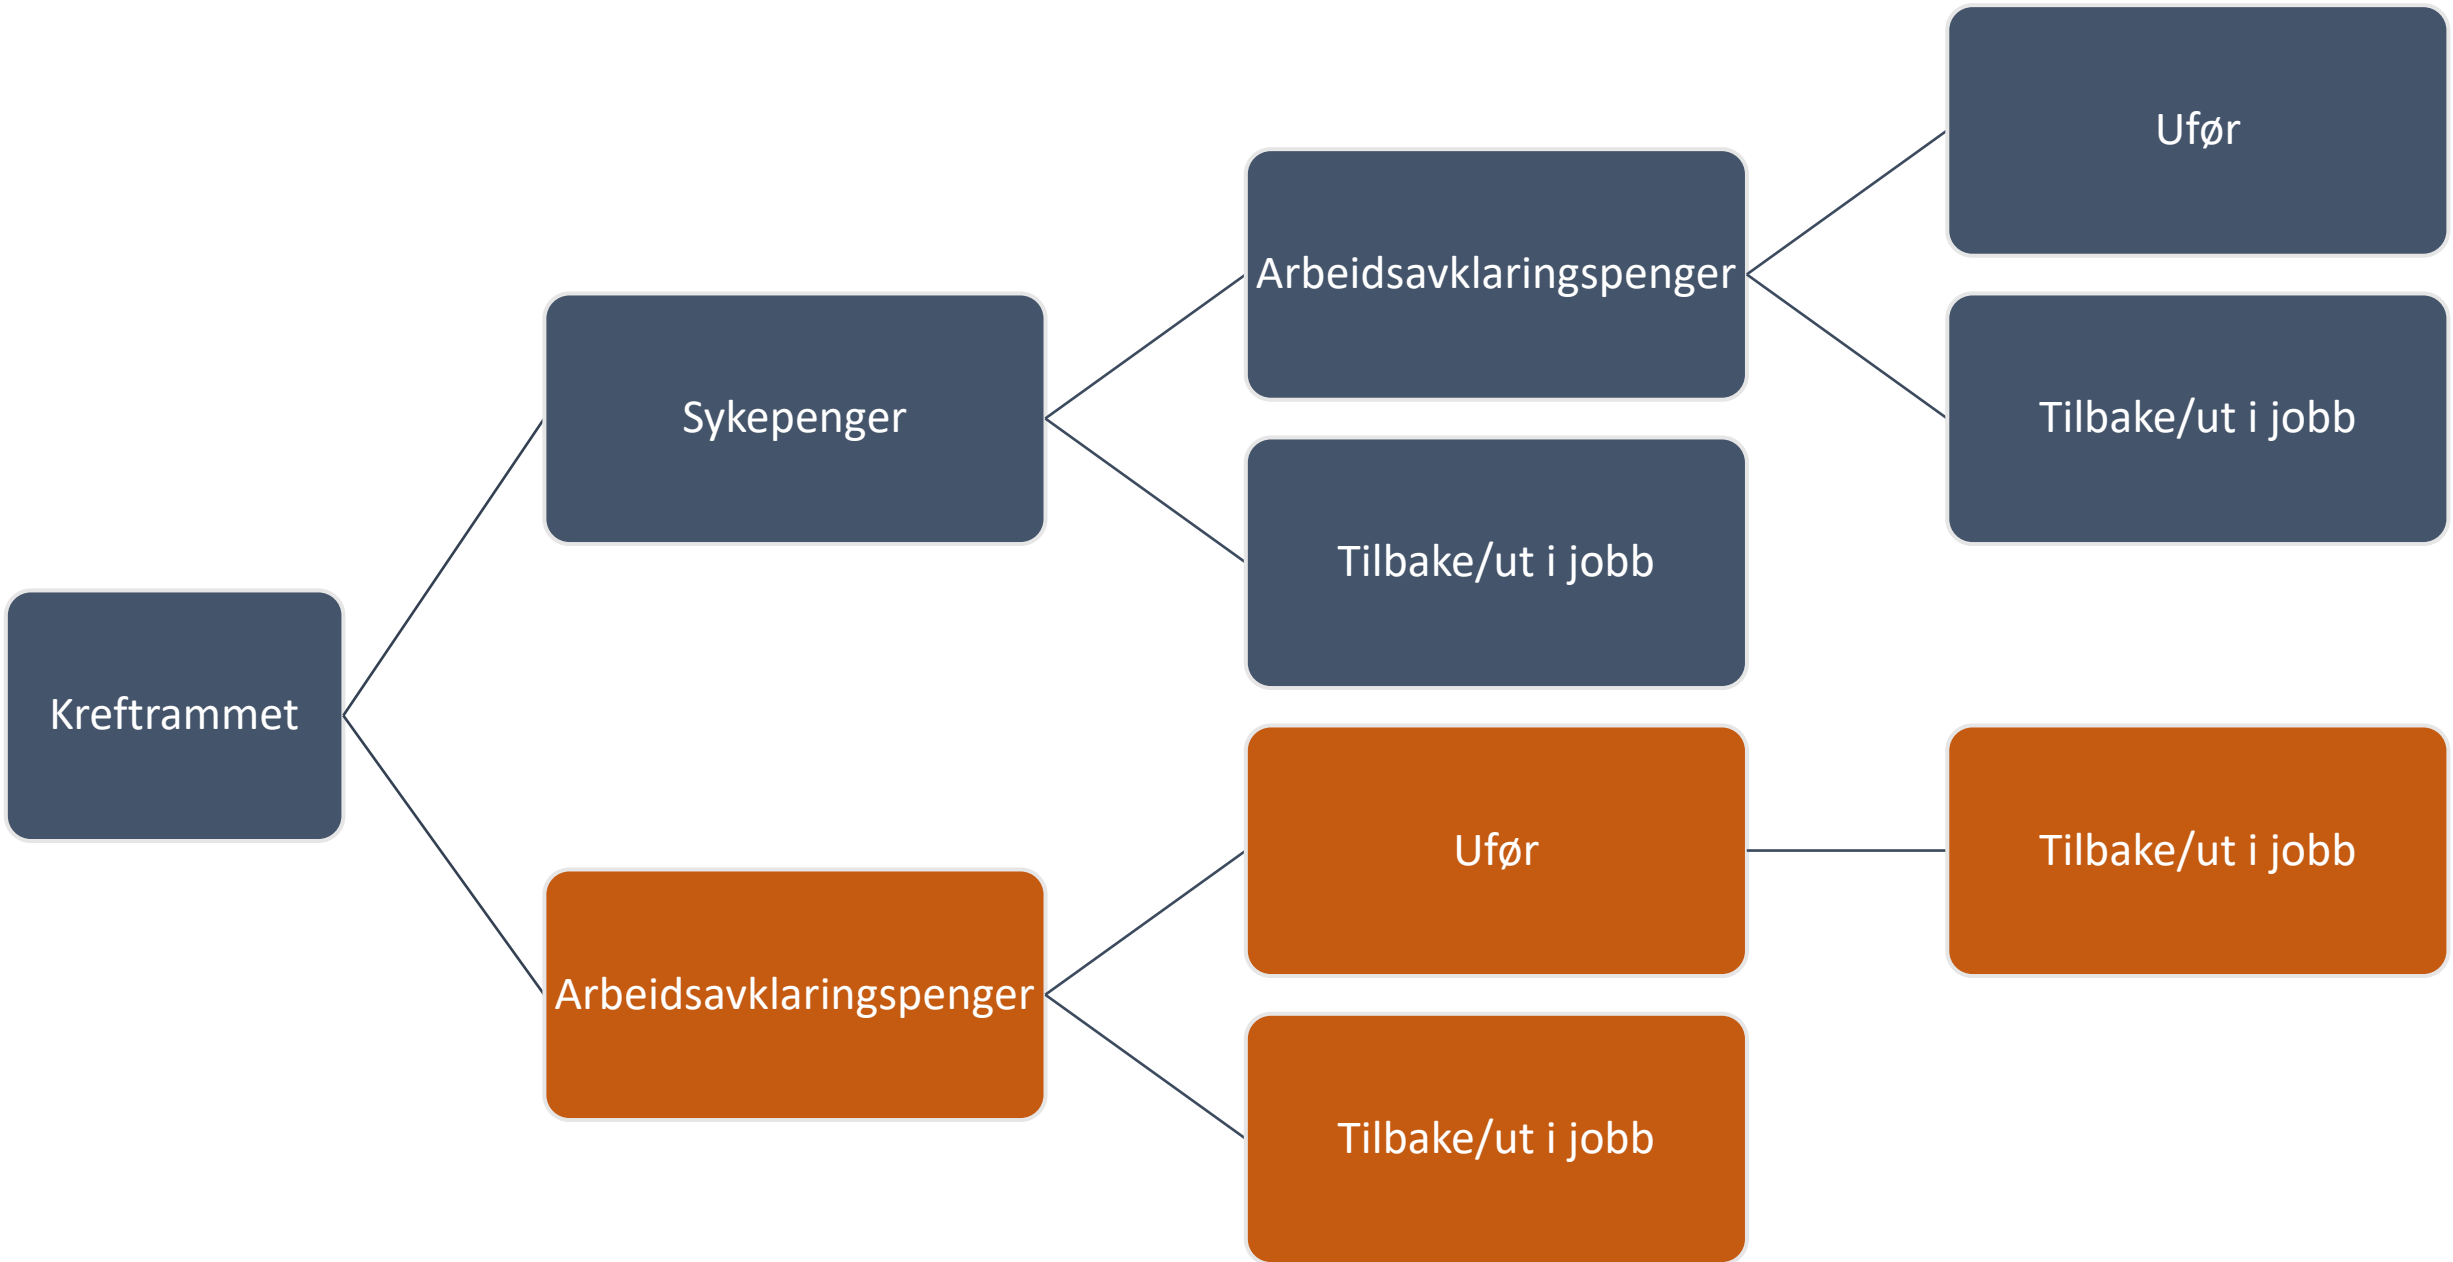 Kreftrammet
Sykepenger
Arbeidsavklaringspenger
Ufør
Tilbake/ut i jobb
Tilbake/ut i jobb
Arbeidsavklaringspenger
Ufør
Tilbake/ut i jobb
Tilbake/ut i jobb